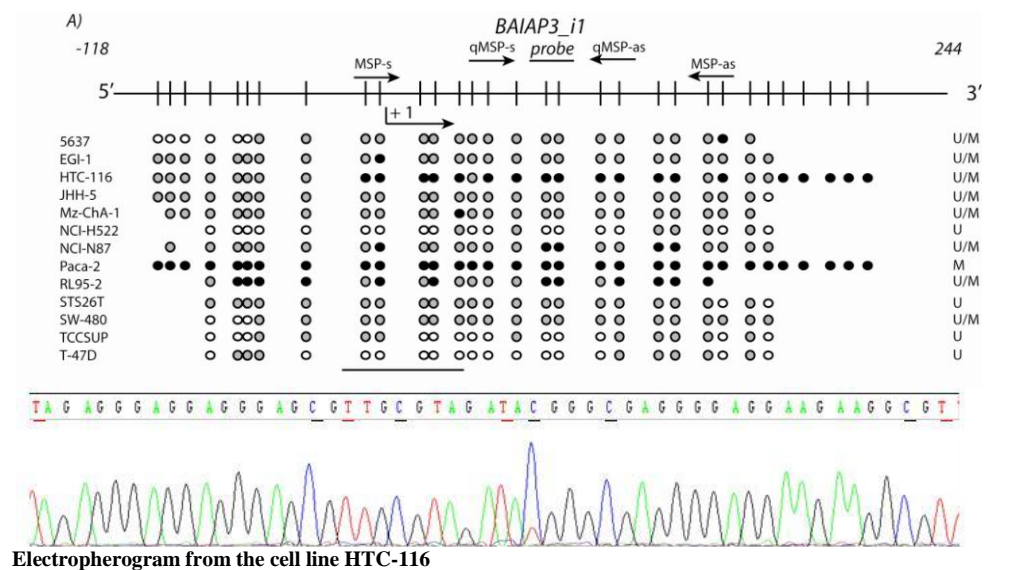 A)
BAIAP3_i1
-118 qMSP-s probe qMSP-as 244
MSP-s MSP-as
5' 3'
+ 1
5637 U/M
EGI-1 U/M
HTC-116 U/M
JHH-5 U/M
Mz-ChA-1 U/M
NCI-H522 U
NCI-N87 U/M
Paca-2 M
RL95-2 U/M
STS26T U
SW-480 U/M
TCCSUP U
T-47D U
T A G A G G G A G G A G G G A G C G T T G C G T A G A T A C G G G C G A G G G G A G G A A G A A G G C G T
Electropherogram from the cell line HTC-116